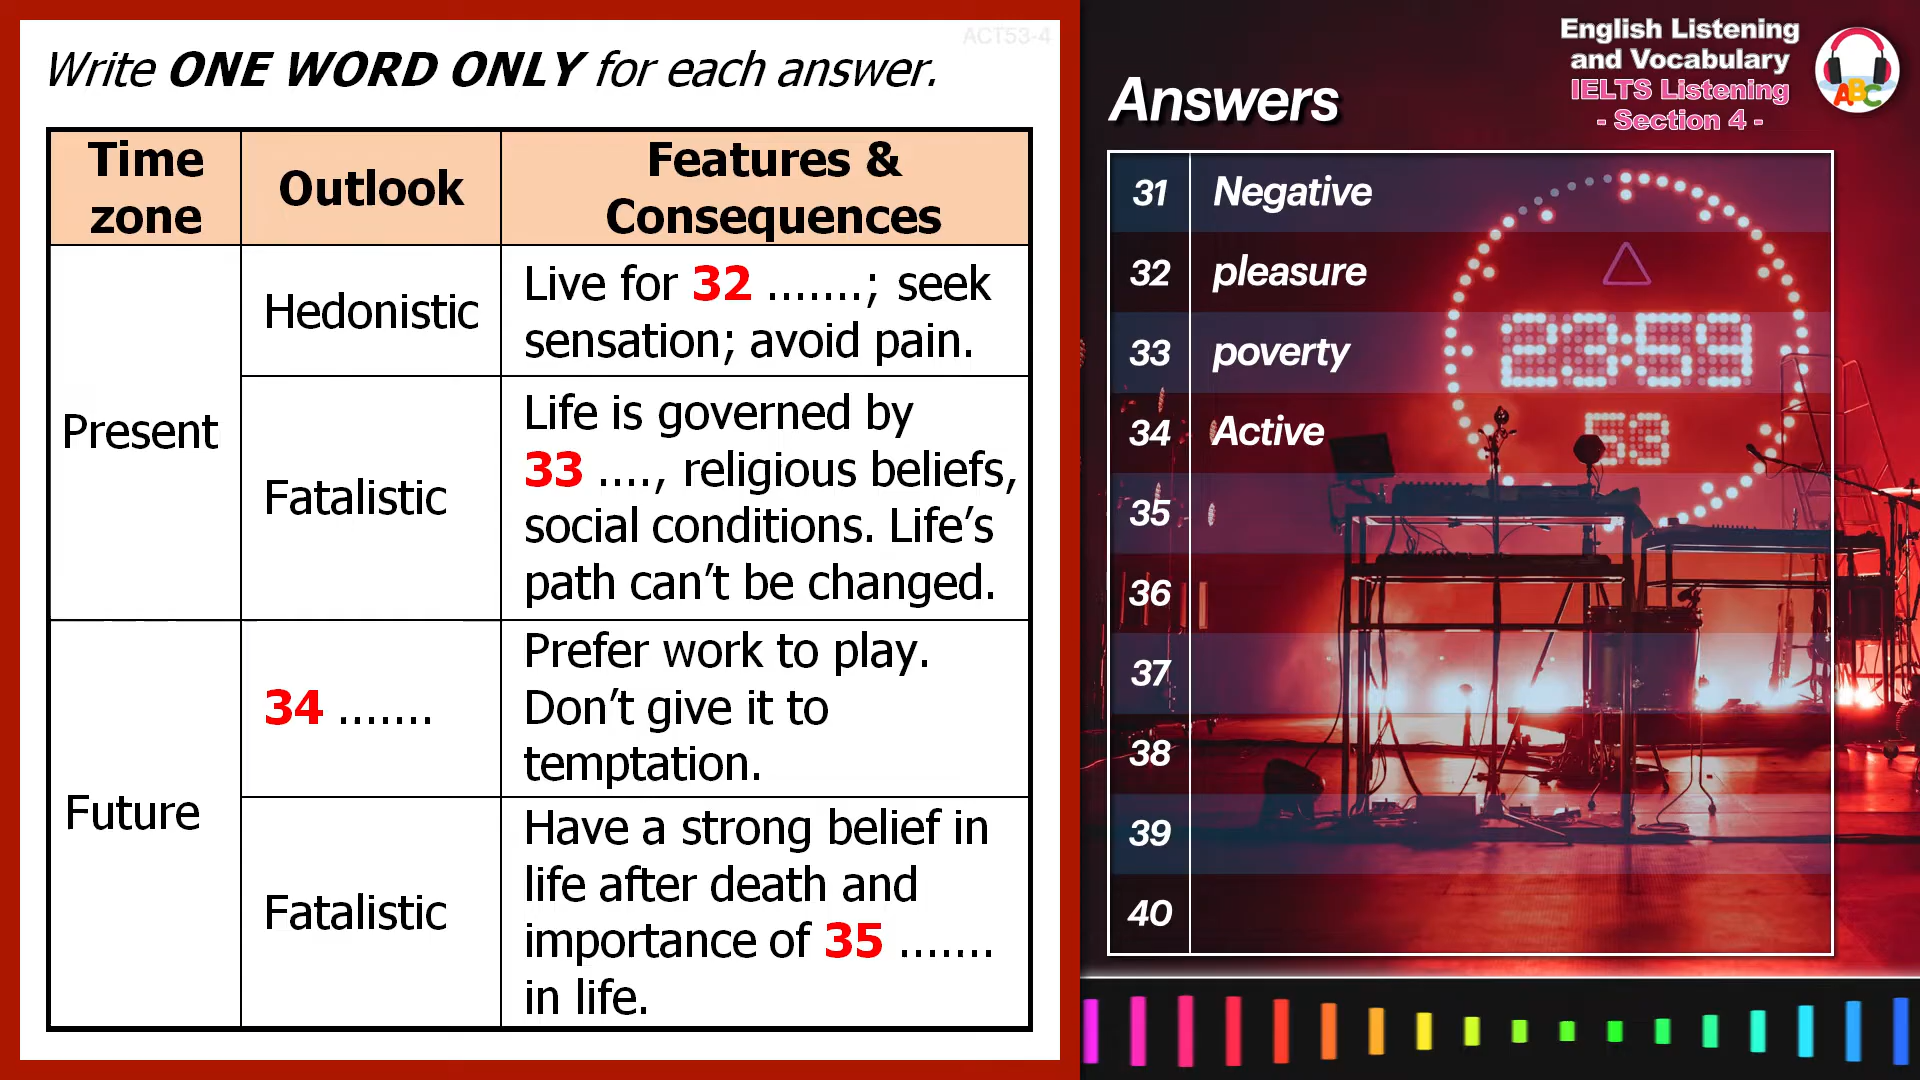 ACT53-4
Write ONE WORD ONLY for each answer.
Time
zone
Outlook
Features &
Consequences
Present
Hedonistic
Live for 32 .......; seek
sensation; avoid pain.
Fatalistic
Life is governed by
33 ...., religious beliefs,
social conditions. Life’s
path can’t be changed.
Future
34 .......
Prefer work to play.
Don’t give it to
temptation.
Fatalistic
Have a strong belief in
life after death and
importance of 35 .......
in life.
English Listening
and Vocabulary
IELTS Listening
- Section 4 -
ABC
Answers
31 Negative
32 pleasure
33 poverty
34 Active
35
36
37
38
39
40
23:53
53